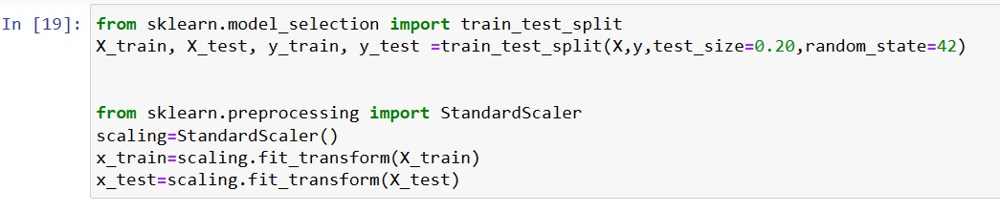 In [19]: from sklearn.model_selection import train_test_split
X_train, X_test, y_train, y_test =train_test_split(X,y,test_size=0.20,random_state=42)
from sklearn.preprocessing import StandardScaler
scaling=StandardScaler()
x_train=scaling.fit_transform(X_train)
x_test=scaling.fit_transform(X_test)